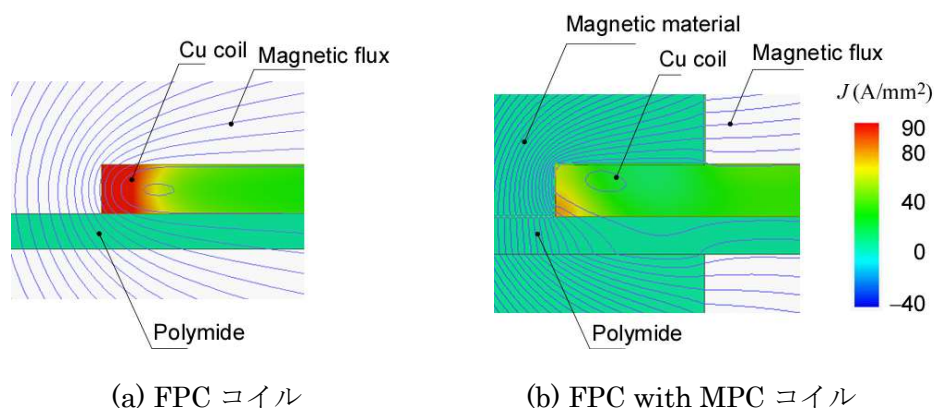 Cu coil
Magnetic flux
Polymide
(a) FPC コイル
Magnetic material
Cu coil
Magnetic flux
Polymide
J (A/mm²)
90
80
40
0
–40
(b) FPC with MPC コイル